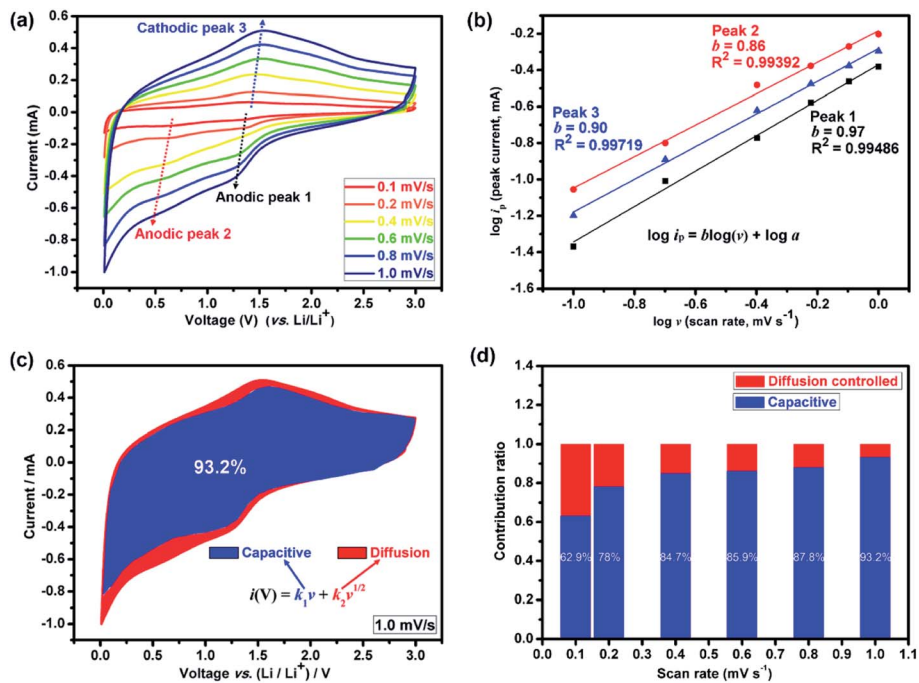 (a)
Cathodic peak 3
Anodic peak 1
Anodic peak 2
0.1 mV/s
0.2 mV/s
0.4 mV/s
0.6 mV/s
0.8 mV/s
1.0 mV/s
0.6
0.4
0.2
0.0
-0.2
-0.4
-0.6
-0.8
-1.0
Current (mA)
0.0 0.5 1.0 1.5 2.0 2.5 3.0
Voltage (V) (vs. Li/Li⁺)
(b)
Peak 2
b = 0.86
R² = 0.99392
Peak 3
b = 0.90
R² = 0.99719
Peak 1
b = 0.97
R² = 0.99486
log iₚ = blog(v) + log a
0.0
-0.4
-0.8
-1.2
-1.6
log iₚ (peak current, mA)
-1.0 -0.8 -0.6 -0.4 -0.2 0.0
log v (scan rate, mV s⁻¹)
(c)
93.2%
Capacitive Diffusion
i(V) = k₁v + k₂v¹/²
1.0 mV/s
0.6
0.4
0.2
0.0
-0.2
-0.4
-0.6
-0.8
-1.0
Current / mA
0.0 0.5 1.0 1.5 2.0 2.5 3.0
Voltage vs. (Li / Li⁺) / V
(d)
Diffusion controlled
Capacitive
62.9% 78% 84.7% 85.9% 87.8% 93.2%
1.4
1.2
1.0
0.8
0.6
0.4
0.2
0.0
Contribution ratio
0.0 0.1 0.2 0.3 0.4 0.5 0.6 0.7 0.8 0.9 1.0 1.1
Scan rate (mV s⁻¹)